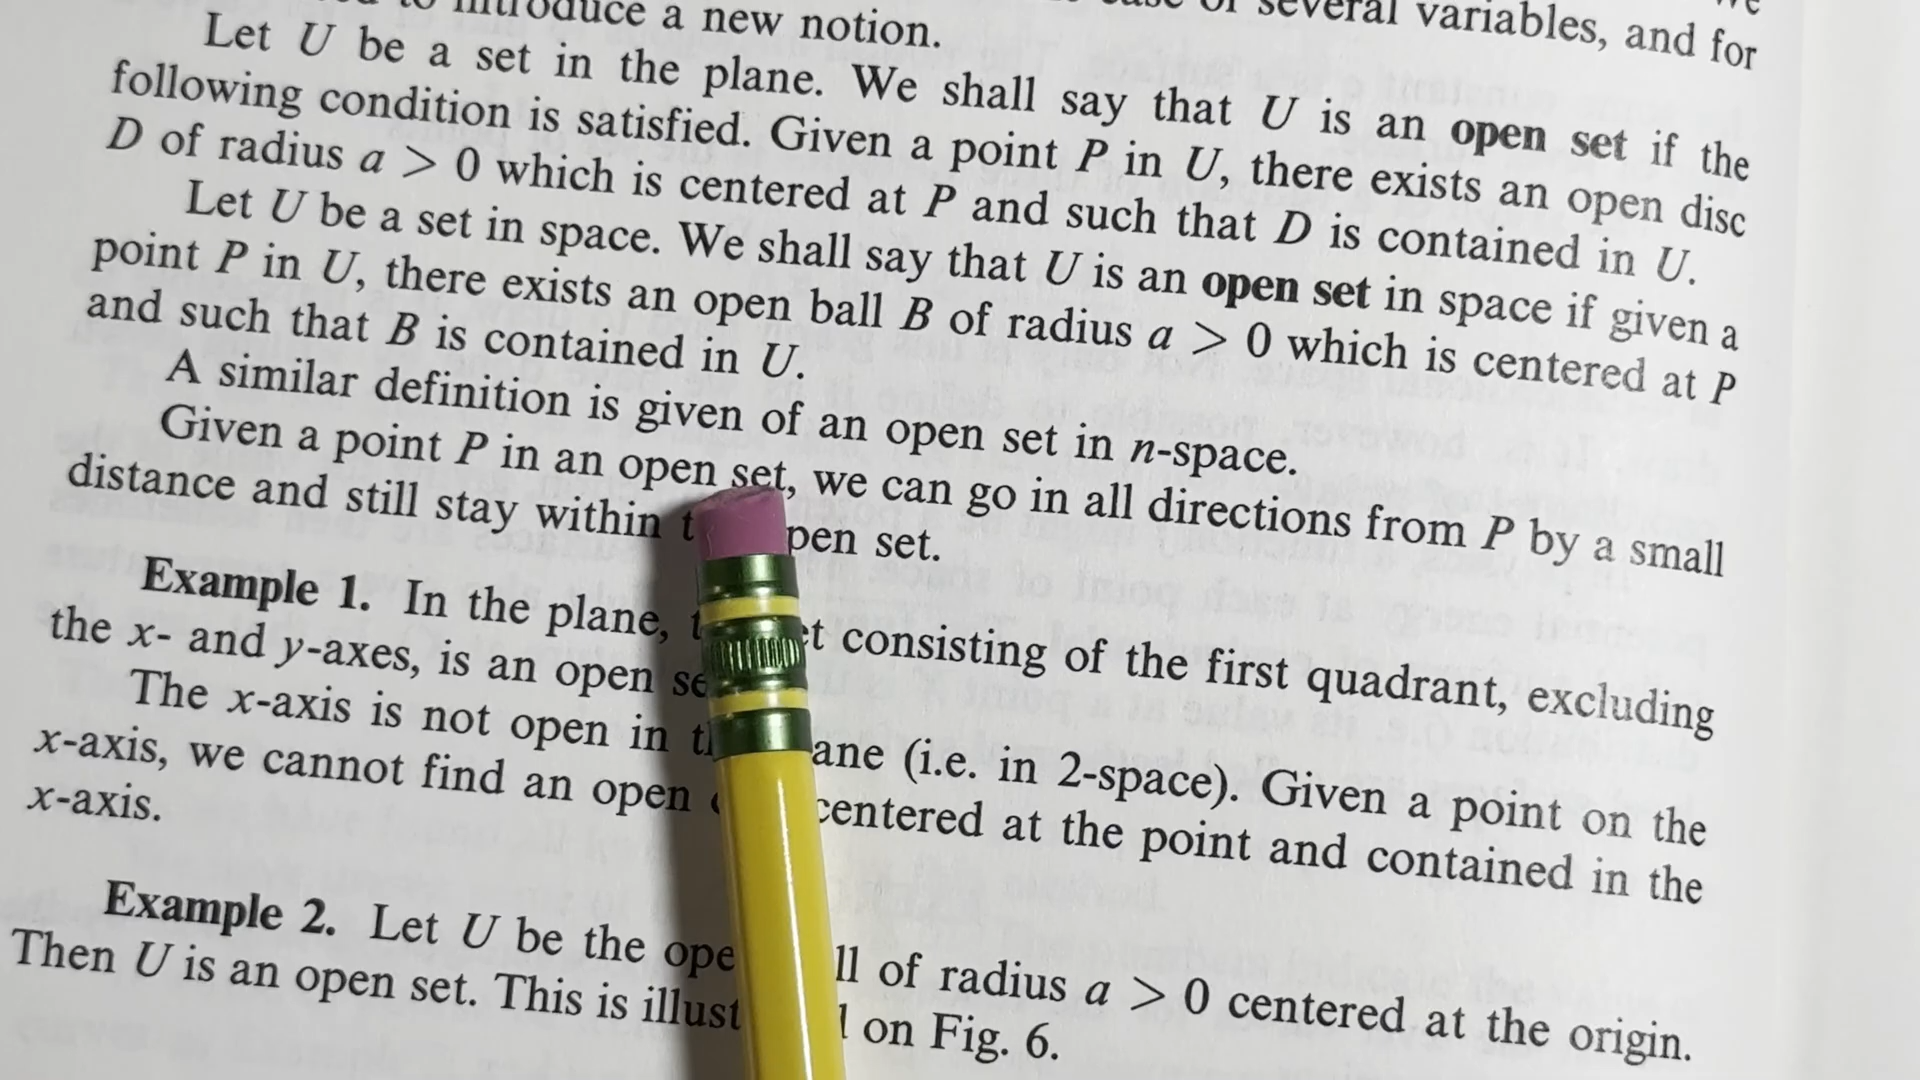 introduce a new notion. of several variables, and for
Let U be a set in the plane. We shall say that U is an open set if the
following condition is satisfied. Given a point P in U, there exists an open disc
D of radius a > 0 which is centered at P and such that D is contained in U.
Let U be a set in space. We shall say that U is an open set in space if given a
point P in U, there exists an open ball B of radius a > 0 which is centered at P
and such that B is contained in U.
A similar definition is given of an open set in n-space.
Given a point P in an open set, we can go in all directions from P by a small
distance and still stay within pen set.
Example 1. In the plane, consisting of the first quadrant, excluding
the x- and y-axes, is an open
The x-axis is not open in ane (i.e. in 2-space). Given a point on the
x-axis, we cannot find an open centered at the point and contained in the
x-axis.
Example 2. Let U be the ope ll of radius a > 0 centered at the origin.
Then U is an open set. This is illust on Fig. 6.